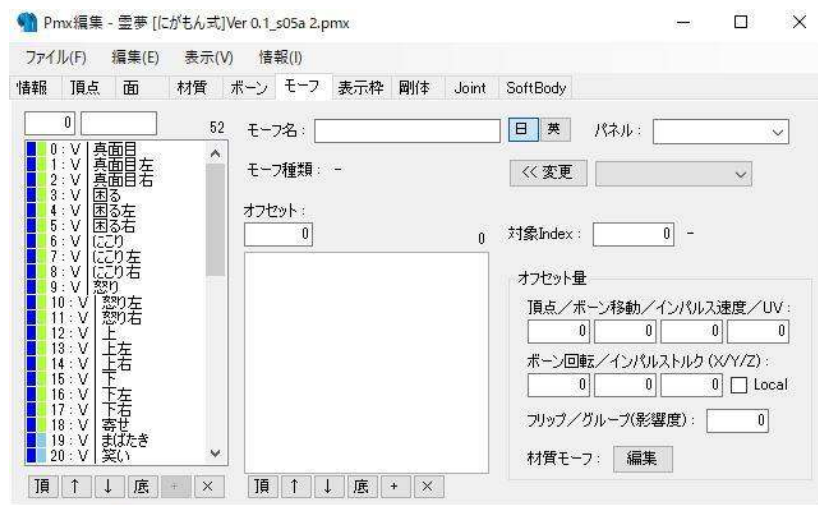 Pmx編集 - 霊夢 [にがもん式]Ver 0.1_s05a 2.pmx
ファイル(F) 編集(E) 表示(V) 情報(I)
情報 頂点 面 材質 ボーン モーフ 表示枠 剛体 Joint SoftBody
0 52 モーフ名 : 日 英 パネル :
0 : V | 真面目
1 : V | 真面目左
2 : V | 真面目右
3 : V | 困る
4 : V | 困る左
5 : V | 困る右
6 : V | にこり
7 : V | にこり左
8 : V | にこり右
9 : V | 怒り
10 : V | 怒り左
11 : V | 怒り右
12 : V | 上
13 : V | 上左
14 : V | 上右
15 : V | 下
16 : V | 下左
17 : V | 下右
18 : V | 寄せ
19 : V | まばたき
20 : V | 笑い
頂 ↑ ↓ 底 + ×
モーフ種類 : - << 変更
オフセット :
0 0
頂 ↑ ↓ 底 + ×
対象Index : 0 -
オフセット量
頂点／ボーン移動／インパルス速度／UV :
0 0 0 0
ボーン回転／インパルストルク (X/Y/Z) :
0 0 0 Local
フリップ／グループ(影響度) : 0
材質モーフ : 編集